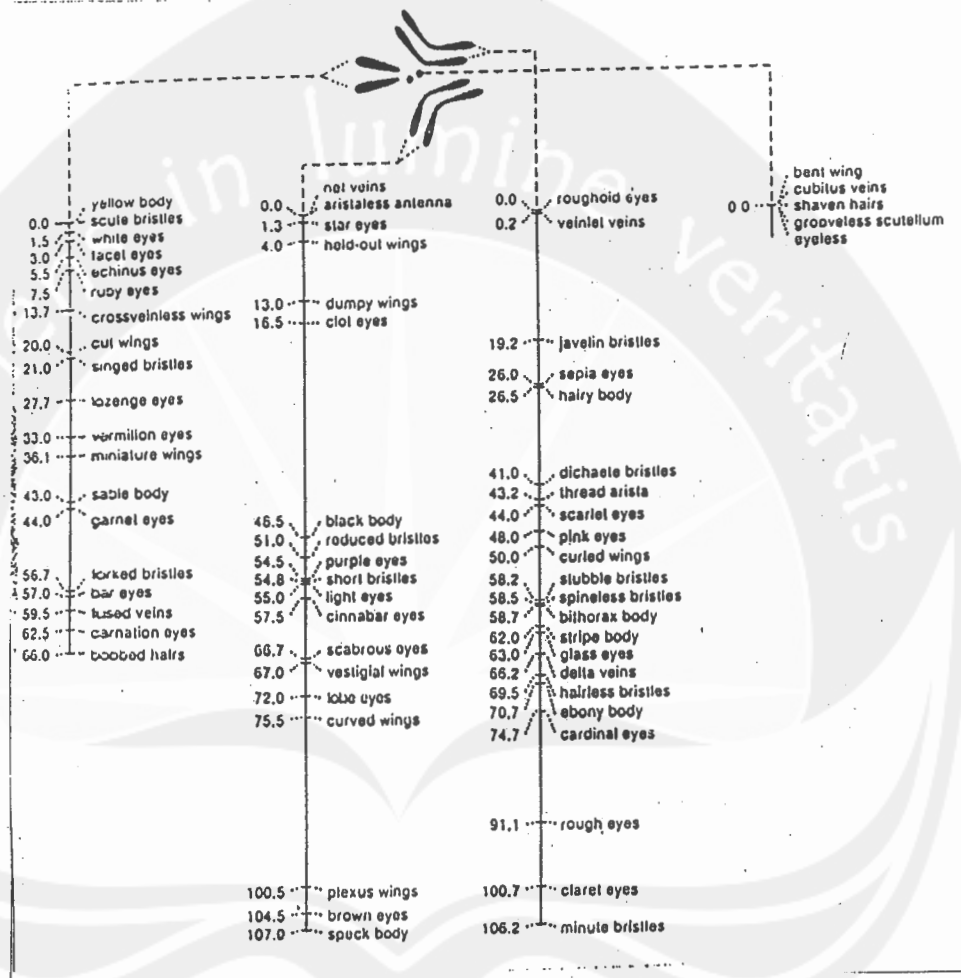 in lumine veritatis
yellow body
0.0 scute bristles
1.5 white eyes
3.0 facet eyes
5.5 echinus eyes
7.5 ruby eyes
13.7 crossveinless wings
20.0 cut wings
21.0 singed bristles
27.7 lozenge eyes
33.0 vermilion eyes
36.1 miniature wings
43.0 sable body
44.0 garnet eyes
56.7 forked bristles
57.0 bar eyes
59.5 fused veins
62.5 carnation eyes
66.0 bobbed hairs
net veins
0.0 aristaless antenna
1.3 star eyes
4.0 held-out wings
13.0 dumpy wings
16.5 clot eyes
46.5 black body
51.0 reduced bristles
54.5 purple eyes
54.8 short bristles
55.0 light eyes
57.5 cinnabar eyes
66.7 scabrous eyes
67.0 vestigial wings
72.0 lobe eyes
75.5 curved wings
100.5 plexus wings
104.5 brown eyes
107.0 speck body
0.0 roughoid eyes
0.2 veinlet veins
19.2 javelin bristles
26.0 sepia eyes
26.5 hairy body
41.0 dichaete bristles
43.2 thread arista
44.0 scarlet eyes
48.0 pink eyes
50.0 curled wings
58.2 stubble bristles
58.5 spineless bristles
58.7 bithorax body
62.0 stripe body
63.0 glass eyes
66.2 delta veins
69.5 hairless bristles
70.7 ebony body
74.7 cardinal eyes
91.1 rough eyes
100.7 claret eyes
106.2 minute bristles
bent wing
cubitus veins
0.0 shaven hairs
grooveless scutellum
eyeless